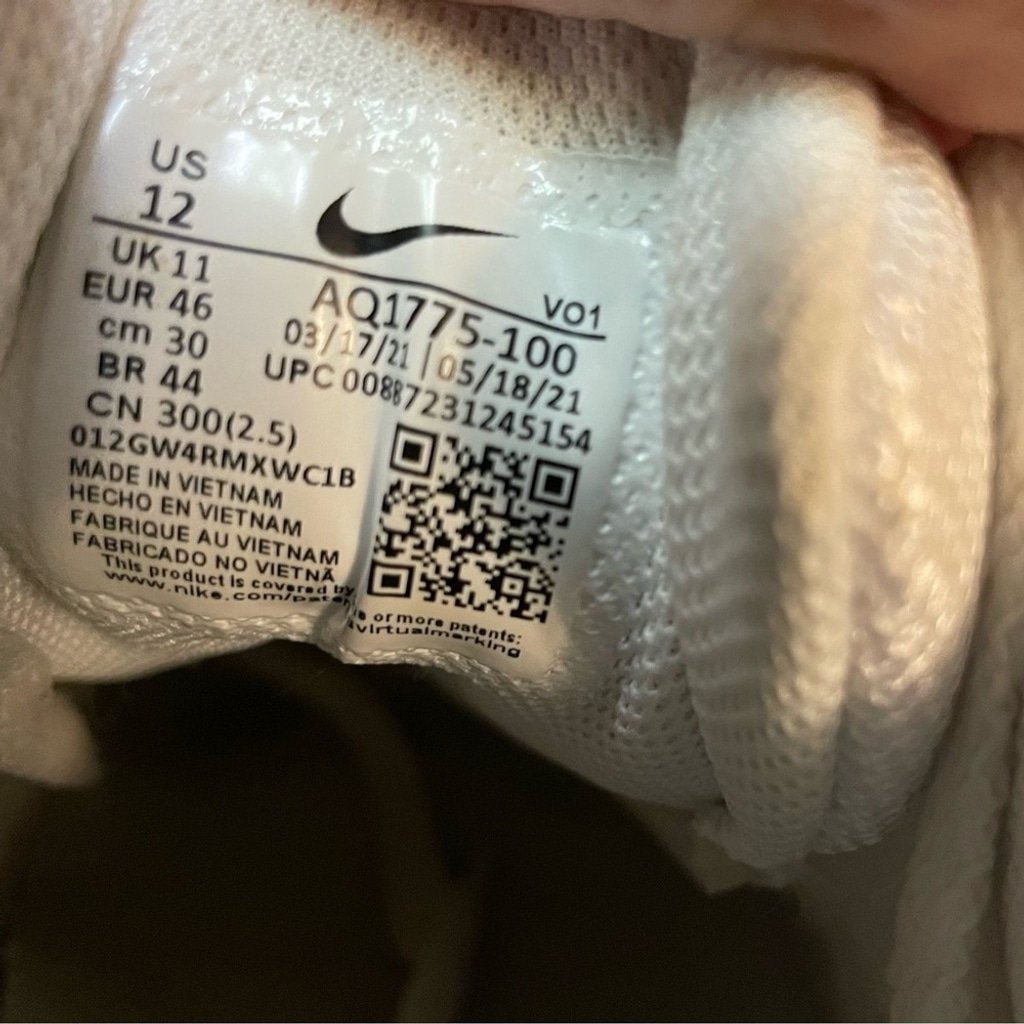 US
12
UK 11
EUR 46
cm 30
BR 44
CN 300(2.5)
012GW4RMXWC1B
MADE IN VIETNAM
HECHO EN VIETNAM
FABRIQUE AU VIETNAM
FABRICADO NO VIETNÃ
This product is covered by
www.nike.com/
VO1
AQ1775-100
03/17/21 | 05/18/21
UPC 00887231245154
or more patents:
virtualmarking